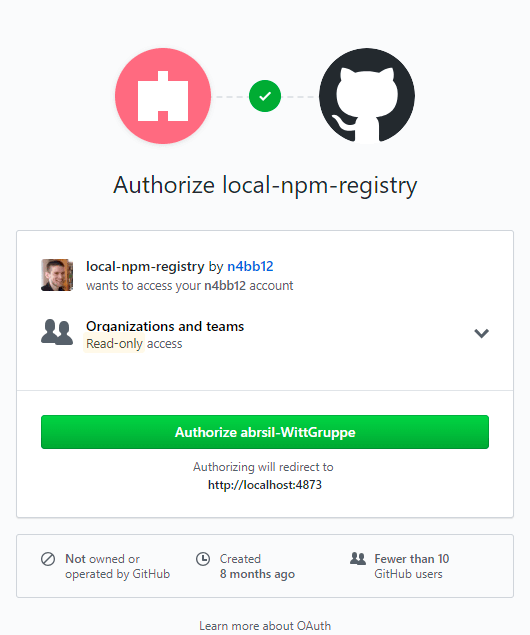 Authorize local-npm-registry
local-npm-registry by n4bb12
wants to access your n4bb12 account
Organizations and teams
Read-only access
Authorize abrsil-WittGruppe
Authorizing will redirect to
http://localhost:4873
Not owned or
operated by GitHub
Created
8 months ago
Fewer than 10
GitHub users
Learn more about OAuth